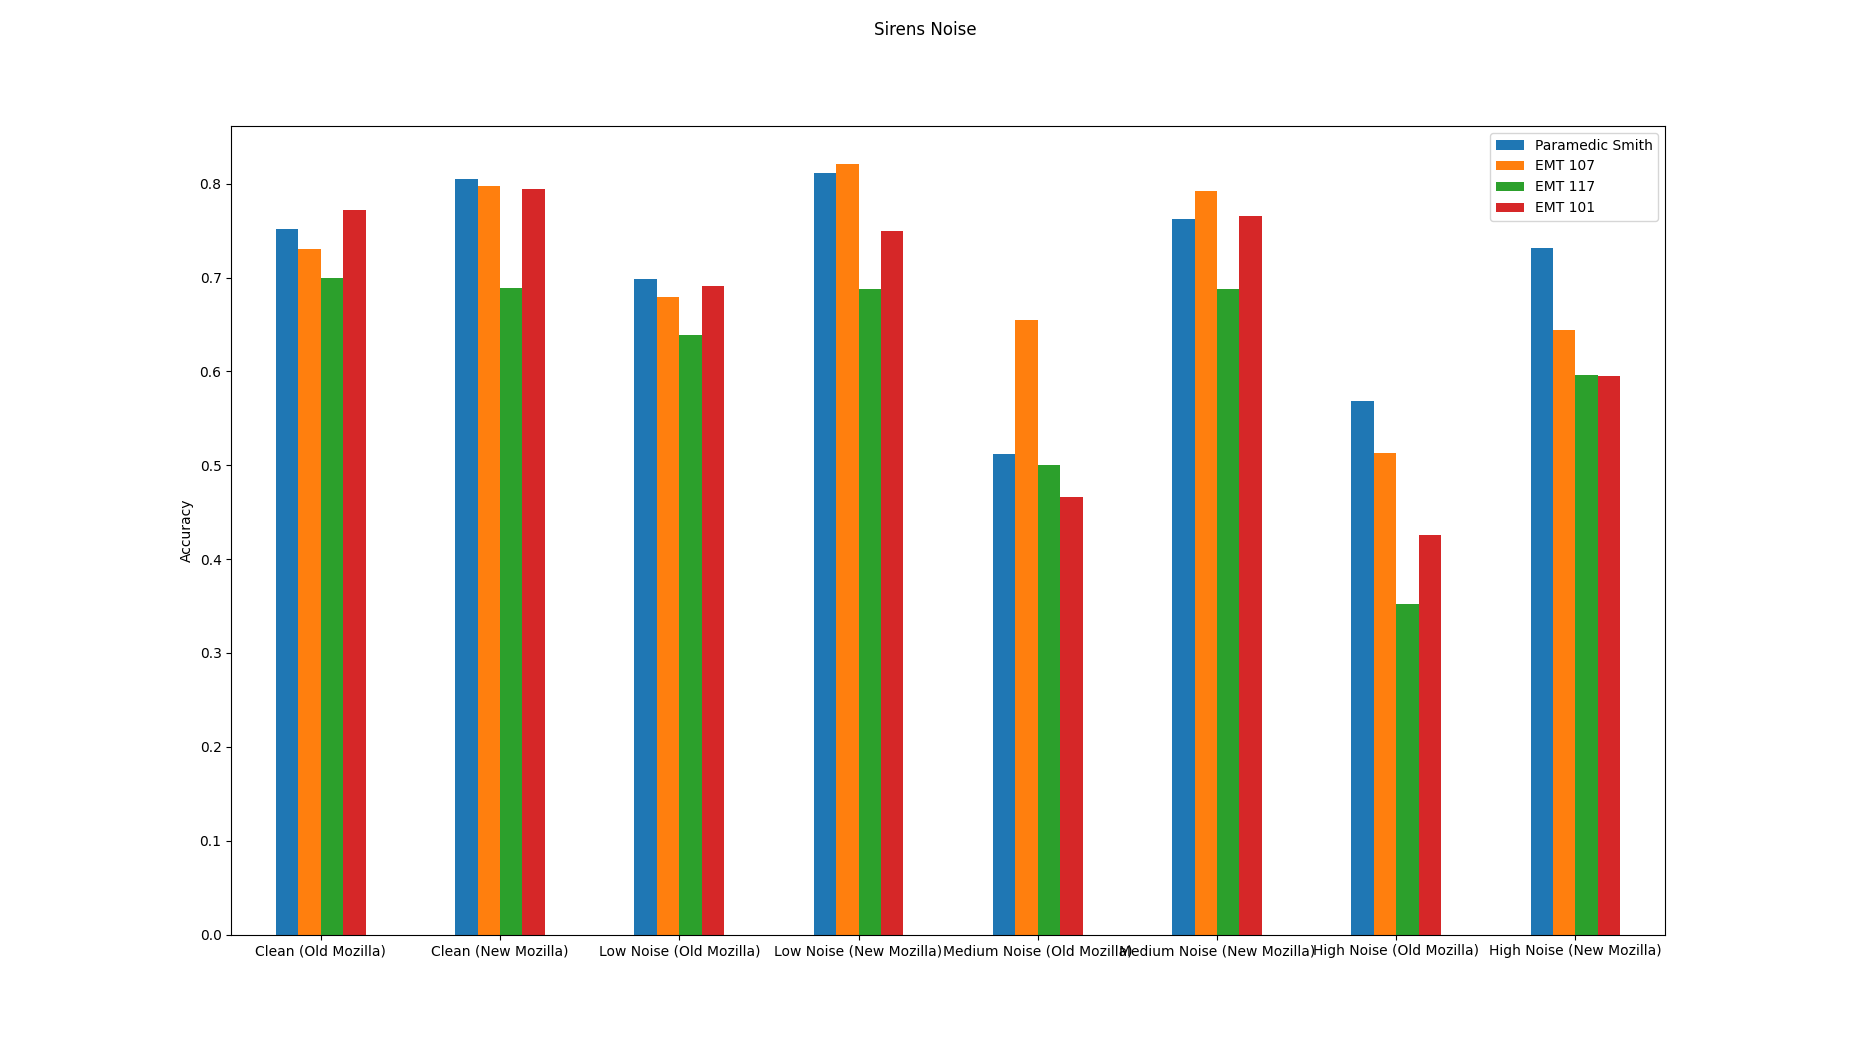 Sirens Noise
Paramedic Smith
EMT 107
EMT 117
EMT 101
Accuracy
0.8
0.7
0.6
0.5
0.4
0.3
0.2
0.1
0.0
Clean (Old Mozilla)
Clean (New Mozilla)
Low Noise (Old Mozilla)
Low Noise (New Mozilla)
Medium Noise (Old Mozilla)
Medium Noise (New Mozilla)
High Noise (Old Mozilla)
High Noise (New Mozilla)